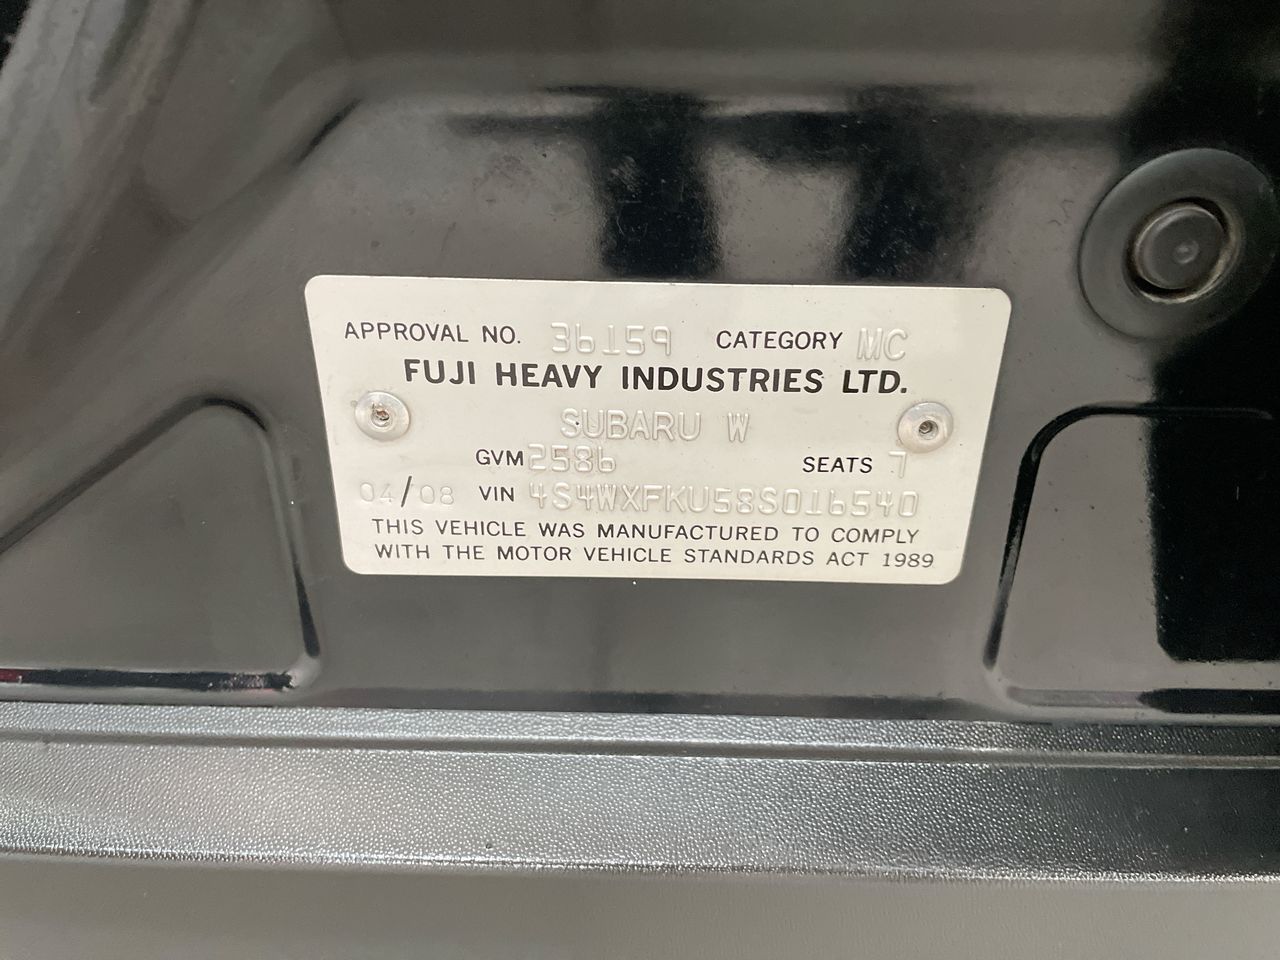 APPROVAL NO. 36159 CATEGORY MC
FUJI HEAVY INDUSTRIES LTD.
SUBARU W
GVM 2586 SEATS 7
04/08 VIN 4S4WXFKU58S016540
THIS VEHICLE WAS MANUFACTURED TO COMPLY
WITH THE MOTOR VEHICLE STANDARDS ACT 1989